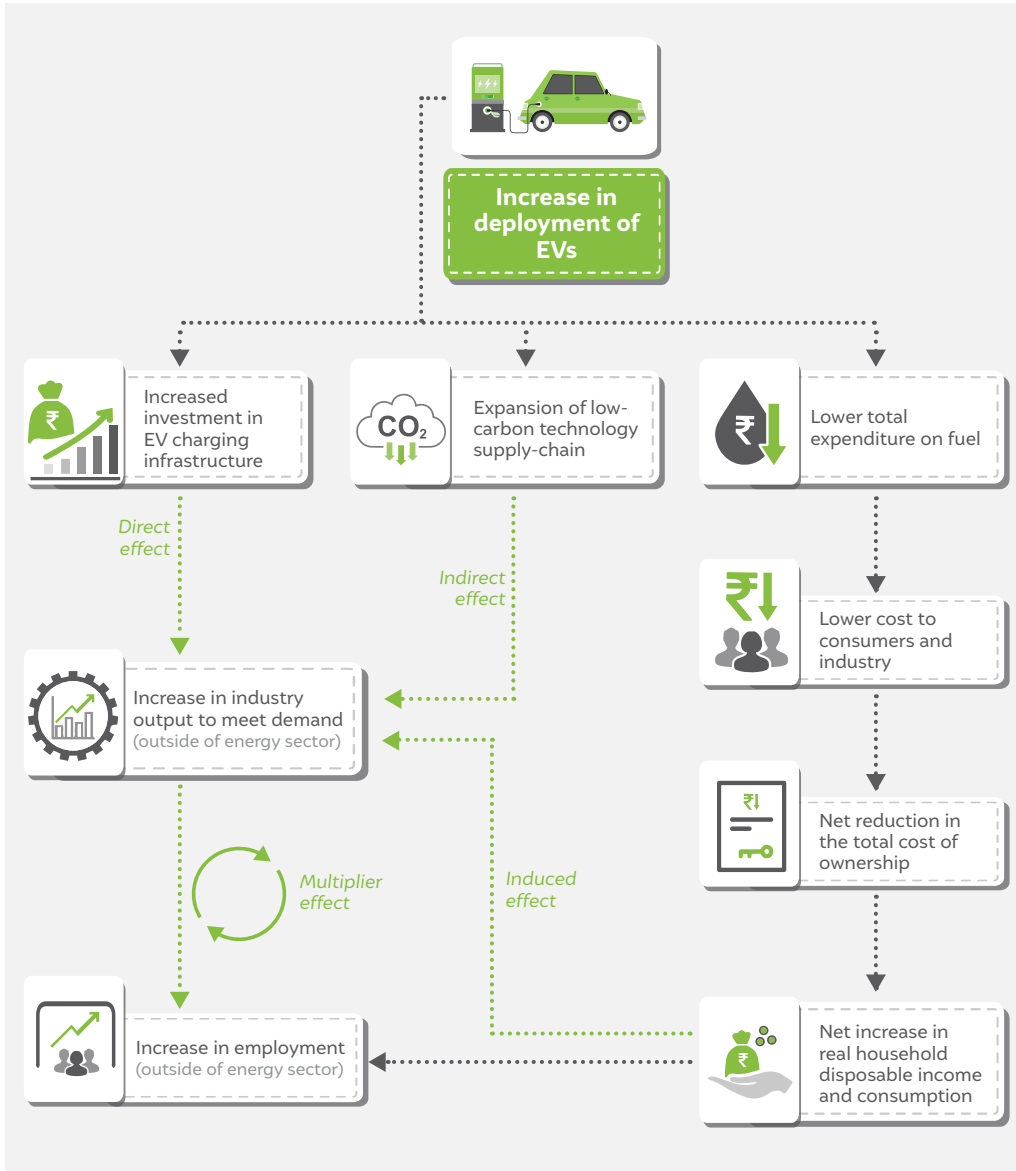 Increase in
deployment of
EVs
₹
Increased
investment in
EV charging
infrastructure
CO₂
Expansion of low-
carbon technology
supply-chain
₹
Lower total
expenditure on fuel
Direct
effect
Indirect
effect
₹
Lower cost to
consumers and
industry
Increase in industry
output to meet demand
(outside of energy sector)
₹
Net reduction in
the total cost of
ownership
Multiplier
effect
Induced
effect
Increase in employment
(outside of energy sector)
₹
Net increase in
real household
disposable income
and consumption